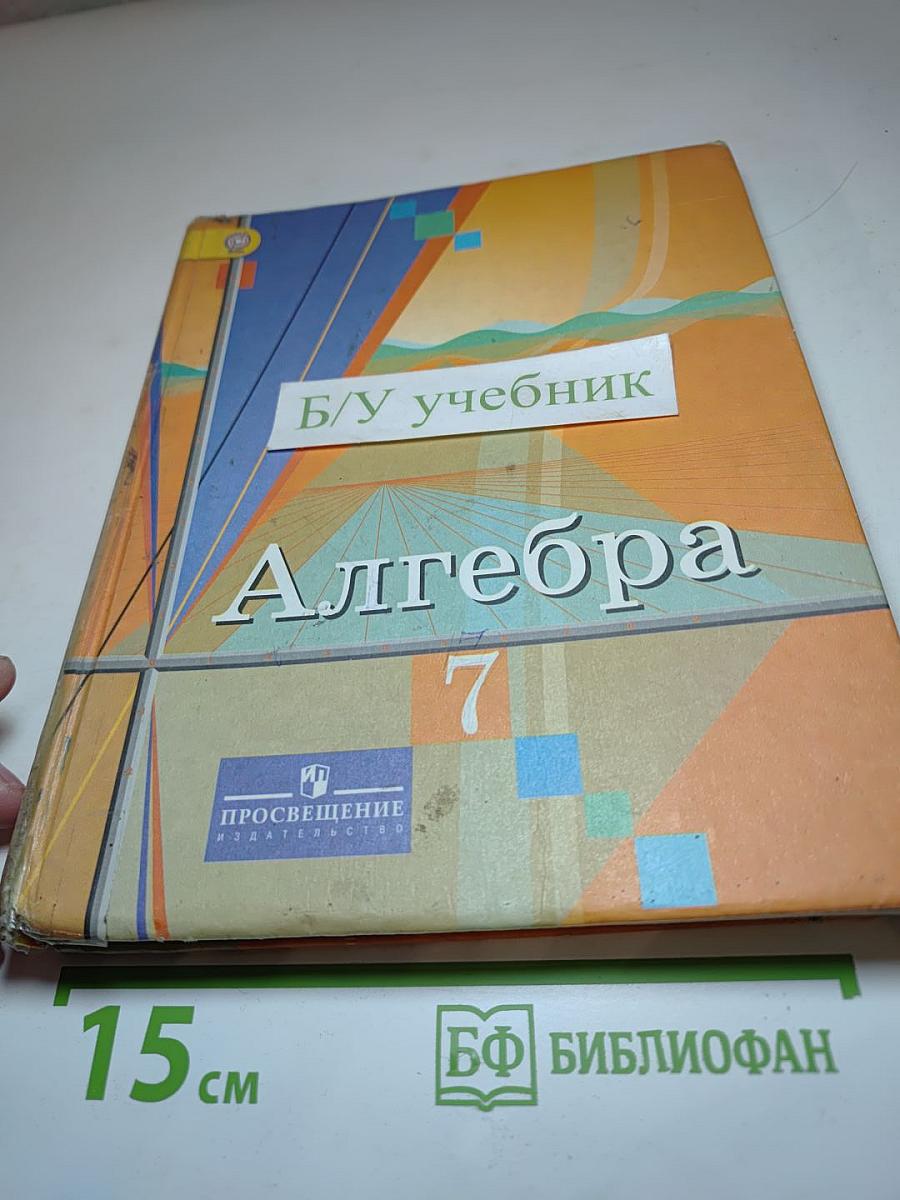 Б/У учебник
Алгебра
7
ПРОСВЕЩЕНИЕ
ИЗДАТЕЛЬСТВО
15 см
БФ БИБЛИОФАН